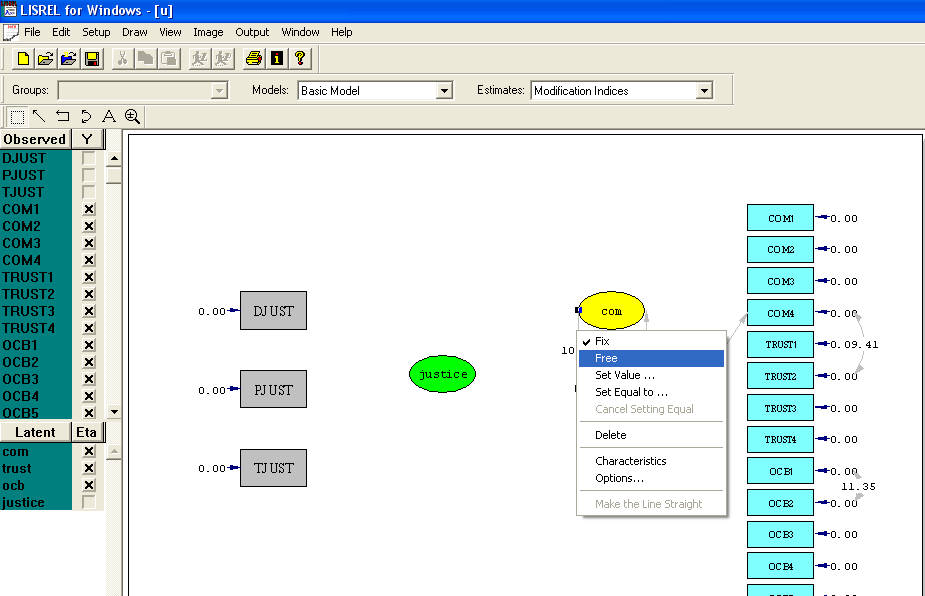 LISREL for Windows - [u]
File Edit Setup Draw View Image Output Window Help
Groups: Models: Basic Model Estimates: Modification Indices
Observed Y
DJUST
PJUST
TJUST
COM1
COM2
COM3
COM4
TRUST1
TRUST2
TRUST3
TRUST4
OCB1
OCB2
OCB3
OCB4
OCB5
Latent Eta
com
trust
ocb
justice
0.00 DJUST
0.00 PJUST
0.00 TJUST
justice
com
10
Fix
Free
Set Value ...
Set Equal to ...
Cancel Setting Equal
Delete
Characteristics
Options...
Make the Line Straight
COM1 0.00
COM2 0.00
COM3 0.00
COM4 0.00
TRUST1 0.09.41
TRUST2 0.00
TRUST3 0.00
TRUST4 0.00
OCB1 0.00
11.35
OCB2 0.00
OCB3 0.00
OCB4 0.00